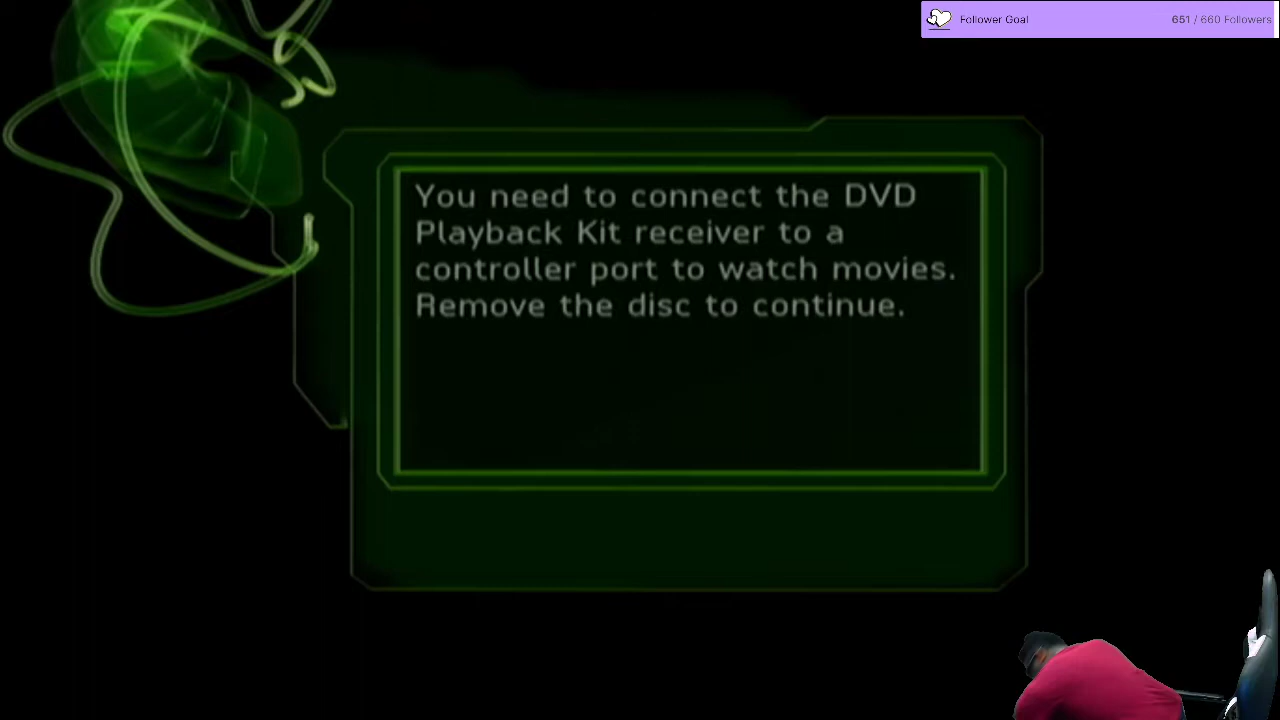 Follower Goal
651 / 660 Followers
You need to connect the DVD
Playback Kit receiver to a
controller port to watch movies.
Remove the disc to continue.